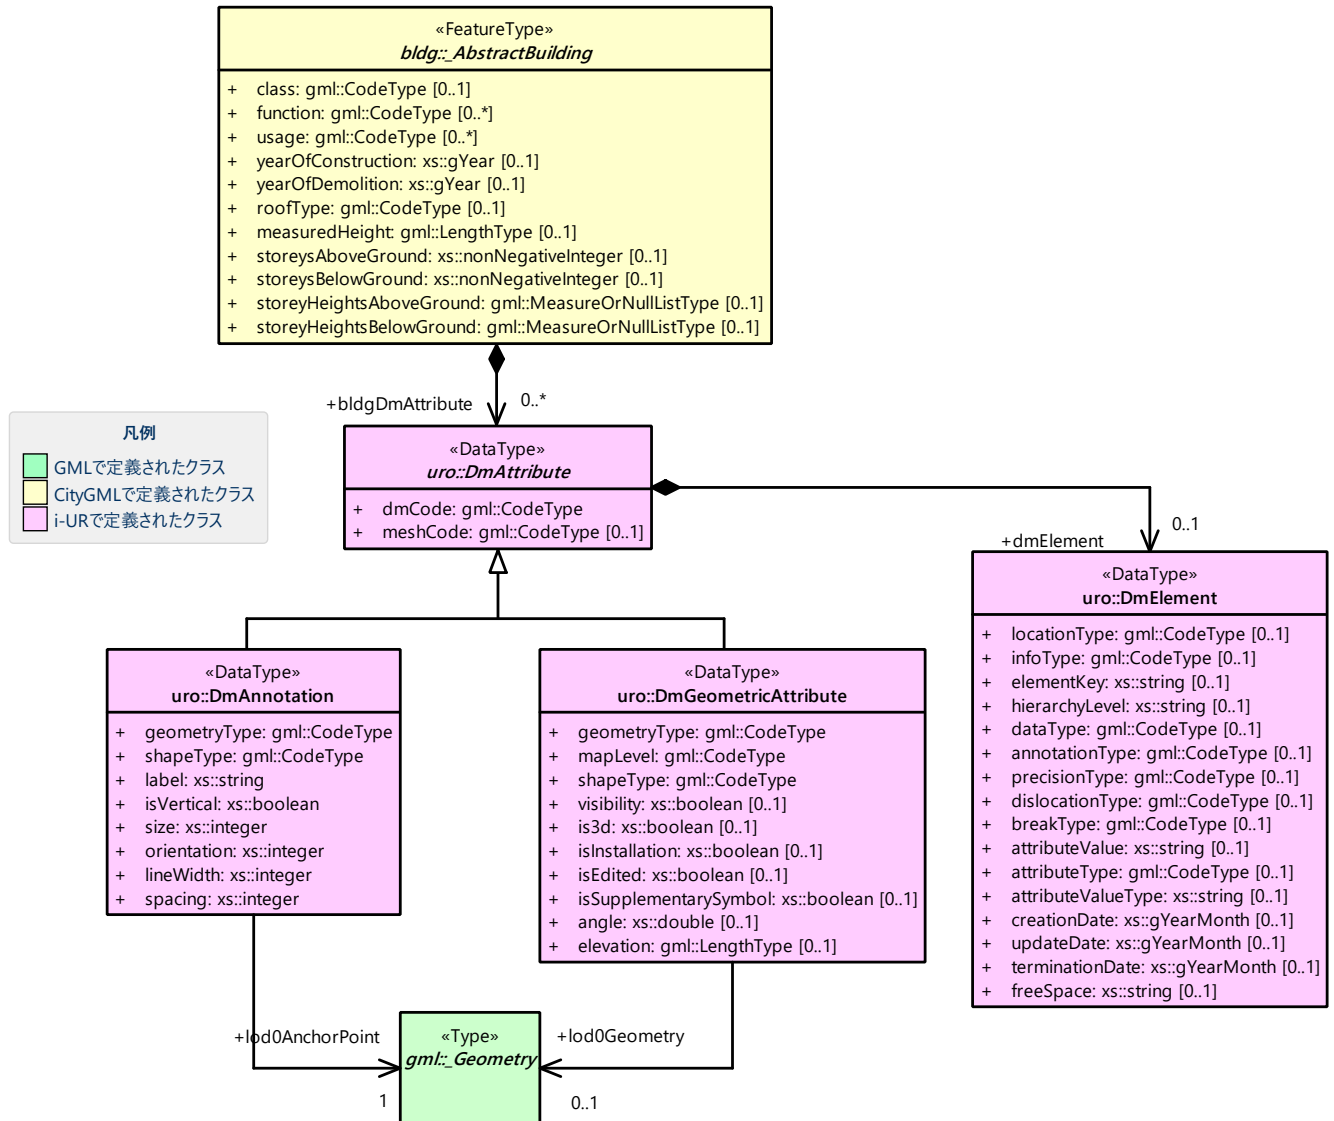 «FeatureType»
bldg::_AbstractBuilding
+ class: gml::CodeType [0..1]
+ function: gml::CodeType [0..*]
+ usage: gml::CodeType [0..*]
+ yearOfConstruction: xs::gYear [0..1]
+ yearOfDemolition: xs::gYear [0..1]
+ roofType: gml::CodeType [0..1]
+ measuredHeight: gml::LengthType [0..1]
+ storeysAboveGround: xs::nonNegativeInteger [0..1]
+ storeysBelowGround: xs::nonNegativeInteger [0..1]
+ storeyHeightsAboveGround: gml::MeasureOrNullListType [0..1]
+ storeyHeightsBelowGround: gml::MeasureOrNullListType [0..1]
+bldgDmAttribute
0..*
凡例
GMLで定義されたクラス
CityGMLで定義されたクラス
i-URで定義されたクラス
«DataType»
uro::DmAttribute
+ dmCode: gml::CodeType
+ meshCode: gml::CodeType [0..1]
+dmElement
0..1
«DataType»
uro::DmElement
+ locationType: gml::CodeType [0..1]
+ infoType: gml::CodeType [0..1]
+ elementKey: xs::string [0..1]
+ hierarchyLevel: xs::string [0..1]
+ dataType: gml::CodeType [0..1]
+ annotationType: gml::CodeType [0..1]
+ precisionType: gml::CodeType [0..1]
+ dislocationType: gml::CodeType [0..1]
+ breakType: gml::CodeType [0..1]
+ attributeValue: xs::string [0..1]
+ attributeType: gml::CodeType [0..1]
+ attributeValueType: xs::string [0..1]
+ creationDate: xs::gYearMonth [0..1]
+ updateDate: xs::gYearMonth [0..1]
+ terminationDate: xs::gYearMonth [0..1]
+ freeSpace: xs::string [0..1]
«DataType»
uro::DmAnnotation
+ geometryType: gml::CodeType
+ shapeType: gml::CodeType
+ label: xs::string
+ isVertical: xs::boolean
+ size: xs::integer
+ orientation: xs::integer
+ lineWidth: xs::integer
+ spacing: xs::integer
«DataType»
uro::DmGeometricAttribute
+ geometryType: gml::CodeType
+ mapLevel: gml::CodeType
+ shapeType: gml::CodeType
+ visibility: xs::boolean [0..1]
+ is3d: xs::boolean [0..1]
+ isInstallation: xs::boolean [0..1]
+ isEdited: xs::boolean [0..1]
+ isSupplementarySymbol: xs::boolean [0..1]
+ angle: xs::double [0..1]
+ elevation: gml::LengthType [0..1]
+lod0AnchorPoint
1
«Type»
gml::_Geometry
+lod0Geometry
0..1